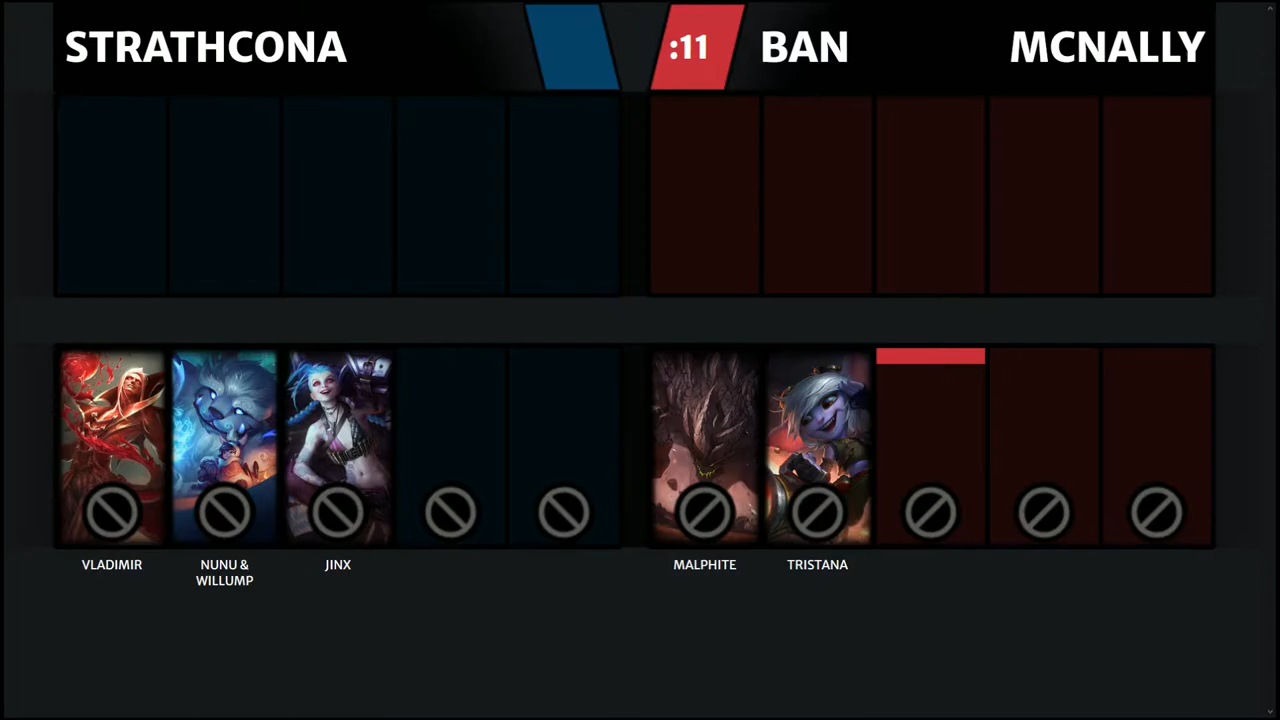 STRATHCONA
:11 BAN MCNALLY
VLADIMIR
NUNU &
WILLUMP
JINX
MALPHITE
TRISTANA